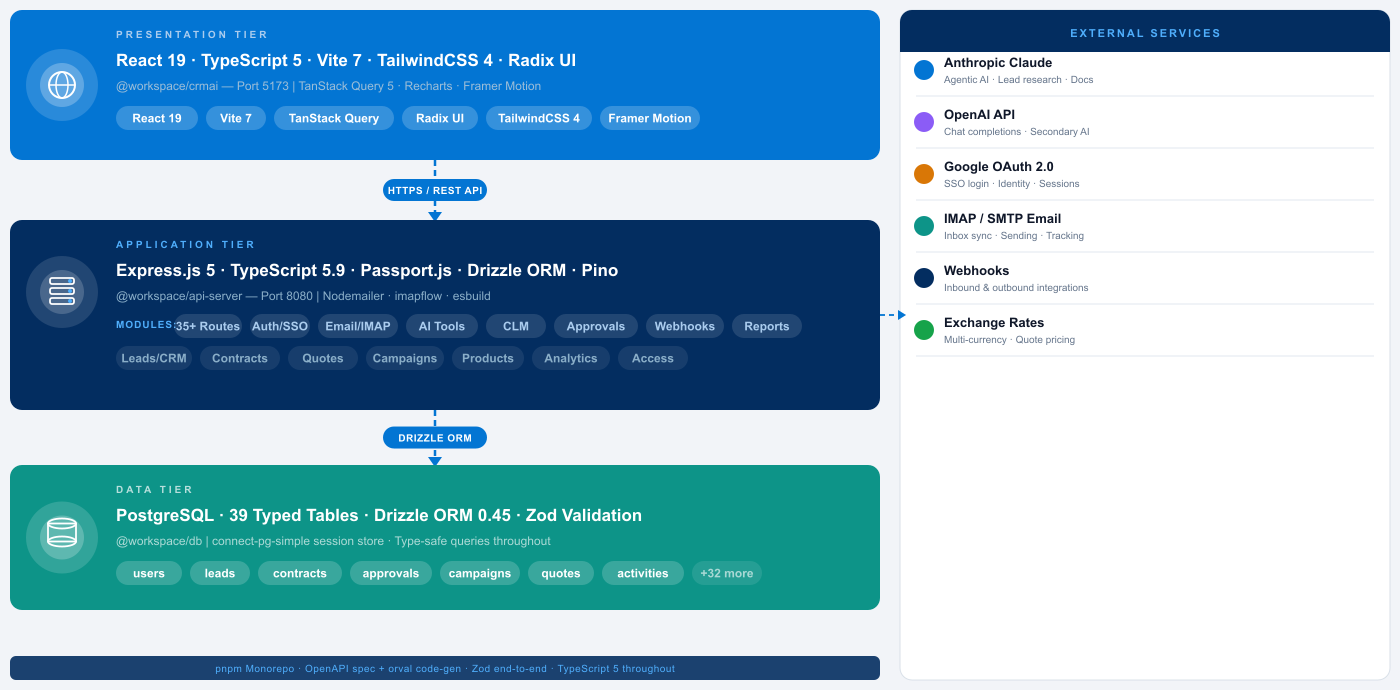 PRESENTATION TIER
React 19 · TypeScript 5 · Vite 7 · TailwindCSS 4 · Radix UI
@workspace/crmai — Port 5173 | TanStack Query 5 · Recharts · Framer Motion
React 19 Vite 7 TanStack Query Radix UI TailwindCSS 4 Framer Motion
HTTPS / REST API
APPLICATION TIER
Express.js 5 · TypeScript 5.9 · Passport.js · Drizzle ORM · Pino
@workspace/api-server — Port 8080 | Nodemailer · imapflow · esbuild
MODULES: 35+ Routes Auth/SSO Email/IMAP AI Tools CLM Approvals Webhooks Reports
Leads/CRM Contracts Quotes Campaigns Products Analytics Access
DRIZZLE ORM
DATA TIER
PostgreSQL · 39 Typed Tables · Drizzle ORM 0.45 · Zod Validation
@workspace/db | connect-pg-simple session store · Type-safe queries throughout
users leads contracts approvals campaigns quotes activities +32 more
pnpm Monorepo · OpenAPI spec + orval code-gen · Zod end-to-end · TypeScript 5 throughout
EXTERNAL SERVICES
Anthropic Claude
Agentic AI · Lead research · Docs
OpenAI API
Chat completions · Secondary AI
Google OAuth 2.0
SSO login · Identity · Sessions
IMAP / SMTP Email
Inbox sync · Sending · Tracking
Webhooks
Inbound & outbound integrations
Exchange Rates
Multi-currency · Quote pricing